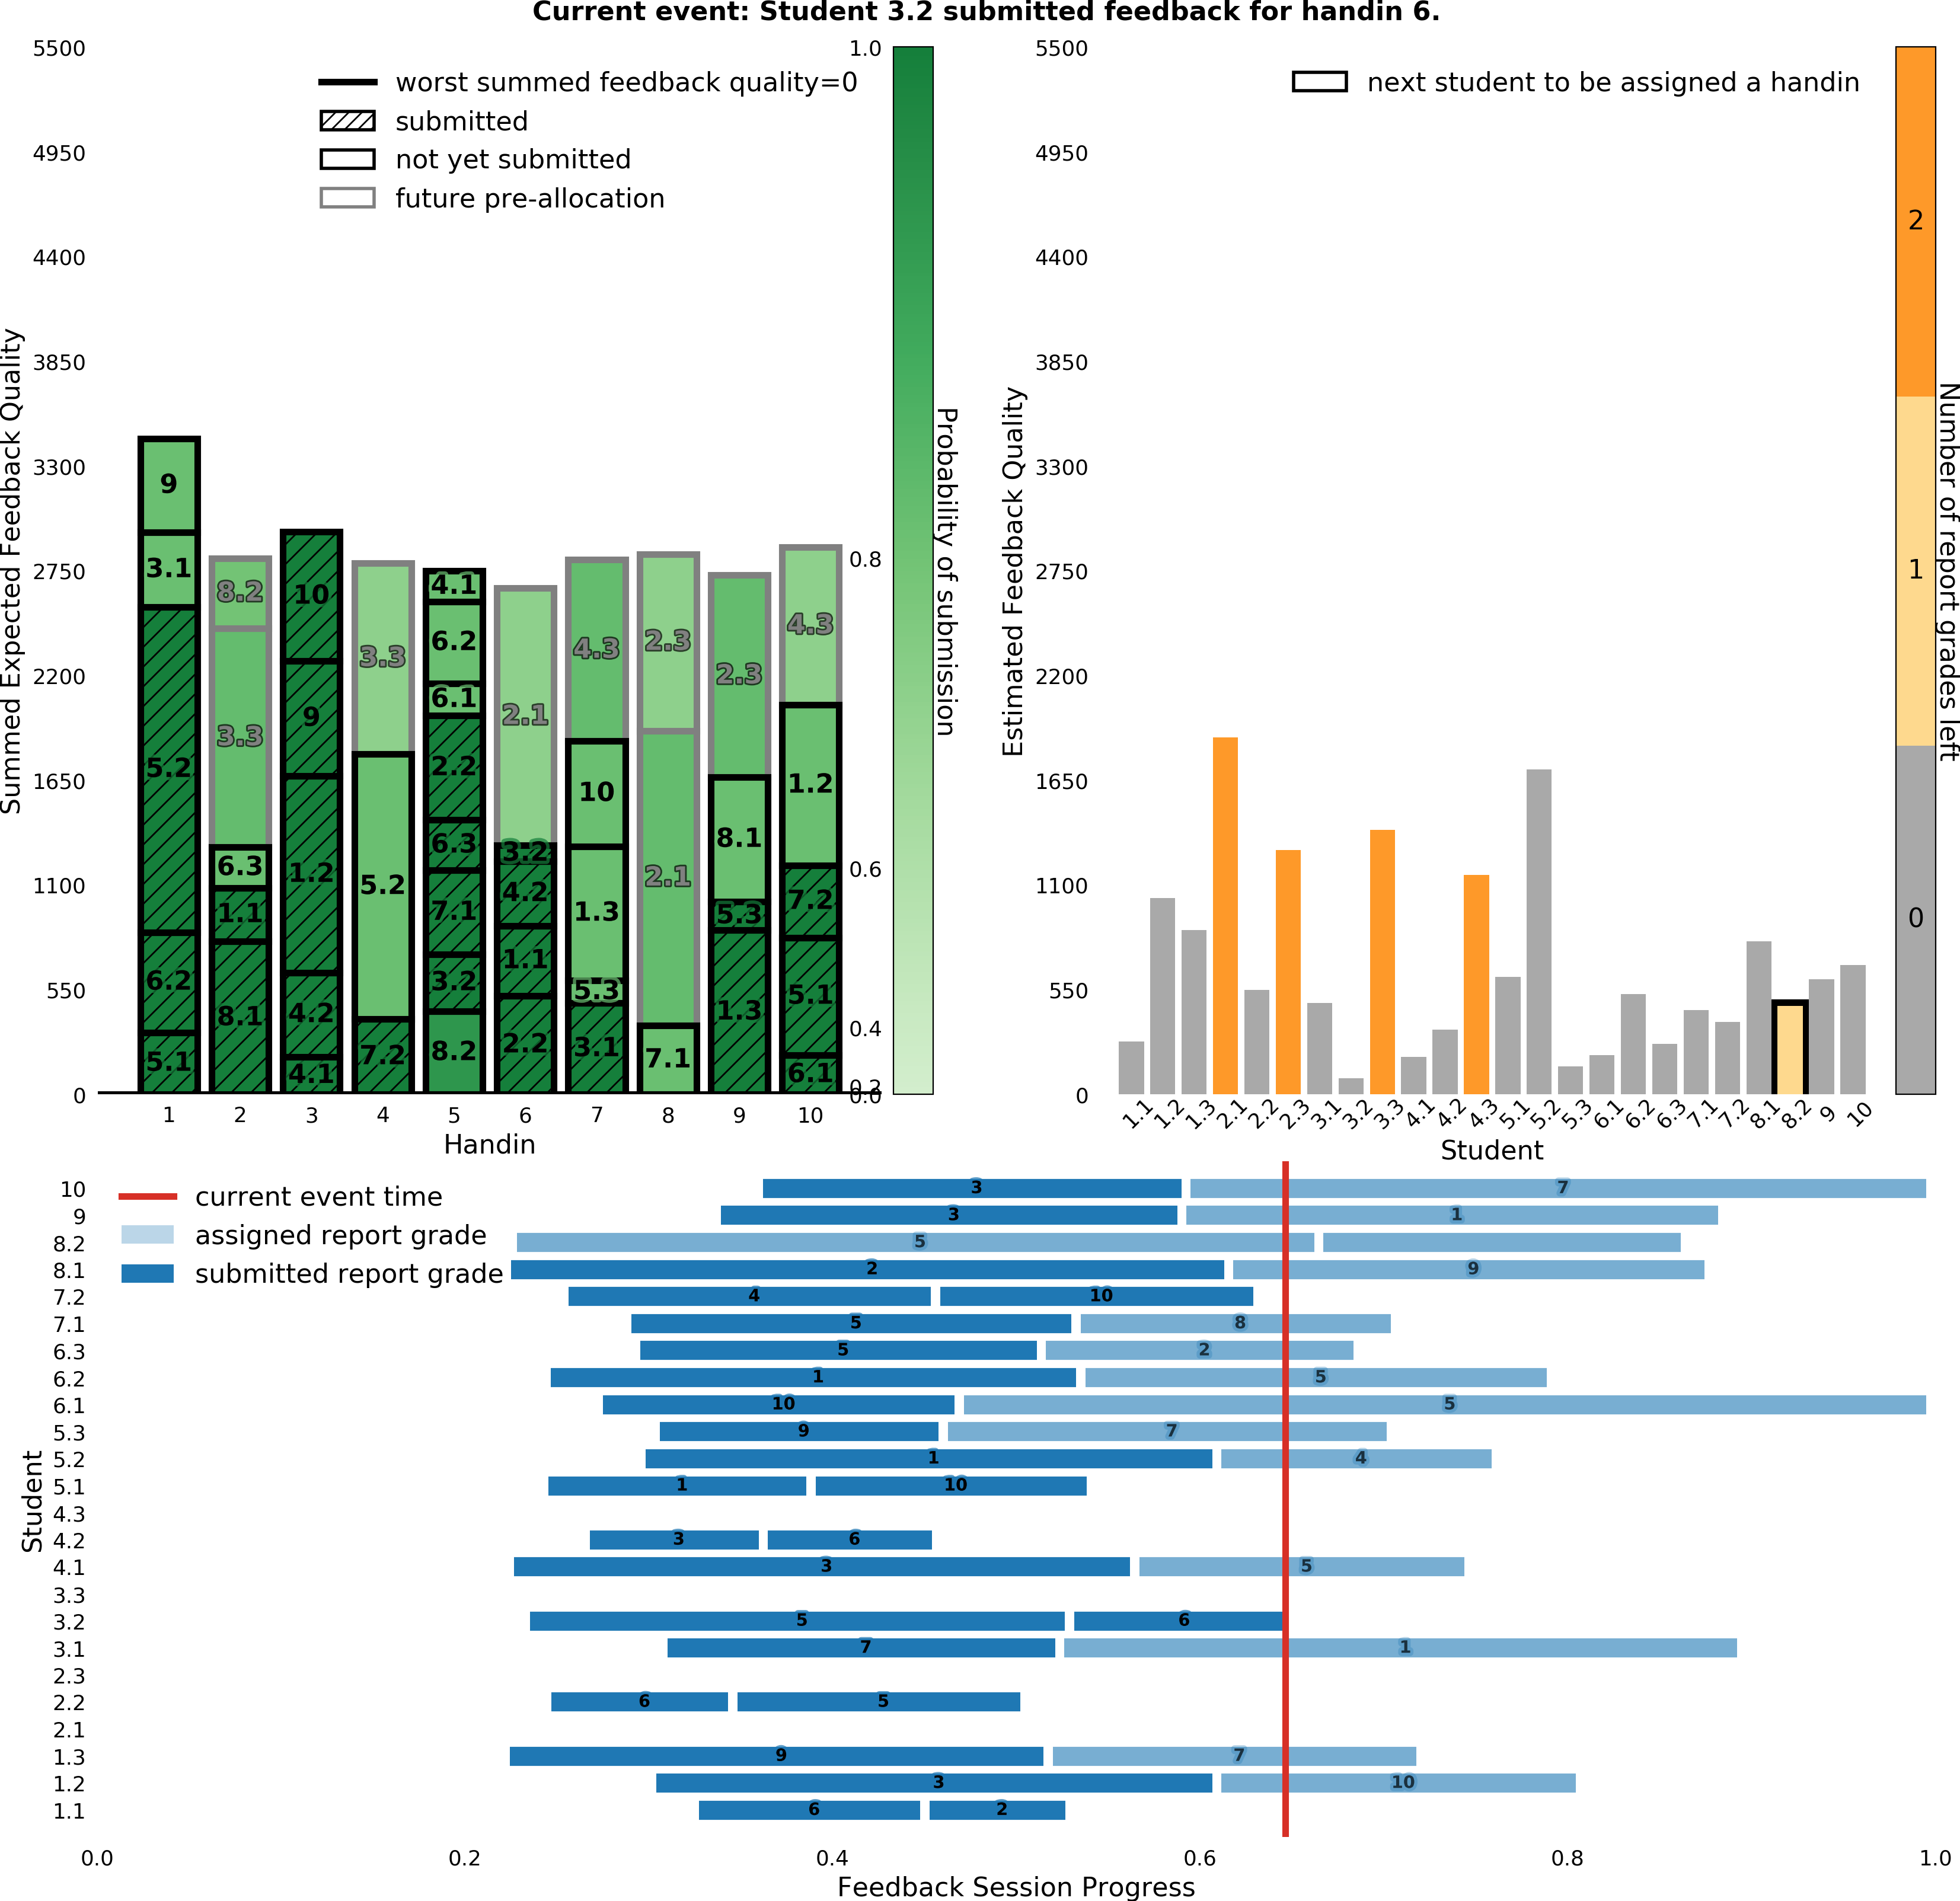 Current event: Student 3.2 submitted feedback for handin 6.
Summed Expected Feedback Quality
5500
4950
4400
3850
3300
2750
2200
1650
1100
550
0
worst summed feedback quality=0
submitted
not yet submitted
future pre-allocation
9
3.1
5.2
6.2
5.1
8.2
3.3
6.3
1.1
8.1
10
9
1.2
4.2
4.1
3.3
5.2
7.2
4.1
6.2
6.1
2.2
6.3
7.1
3.2
8.2
2.1
3.2
4.2
1.1
2.2
4.3
10
1.3
5.3
3.1
2.3
2.1
7.1
2.3
8.1
5.3
1.3
4.3
1.2
7.2
5.1
6.1
1 2 3 4 5 6 7 8 9 10
Handin
1.0
0.8
0.6
0.4
0.2
0.0
Probability of submission
Estimated Feedback Quality
5500
4950
4400
3850
3300
2750
2200
1650
1100
550
0
next student to be assigned a handin
1.1 1.2 1.3 2.1 2.2 2.3 3.1 3.2 3.3 4.1 4.2 4.3 5.1 5.2 5.3 6.1 6.2 6.3 7.1 7.2 8.1 8.2 9 10
Student
2
1
0
Number of report grades left
current event time
assigned report grade
submitted report grade
Student
10 3 7
9 3 1
8.2 5
8.1 2 9
7.2 4 10
7.1 5 8
6.3 5 2
6.2 1 5
6.1 10 5
5.3 9 7
5.2 1 4
5.1 1 10
4.3
4.2 3 6
4.1 3 5
3.3
3.2 5 6
3.1 7 1
2.3
2.2 6 5
2.1
1.3 9 7
1.2 3 10
1.1 6 2
0.0 0.2 0.4 0.6 0.8 1.0
Feedback Session Progress